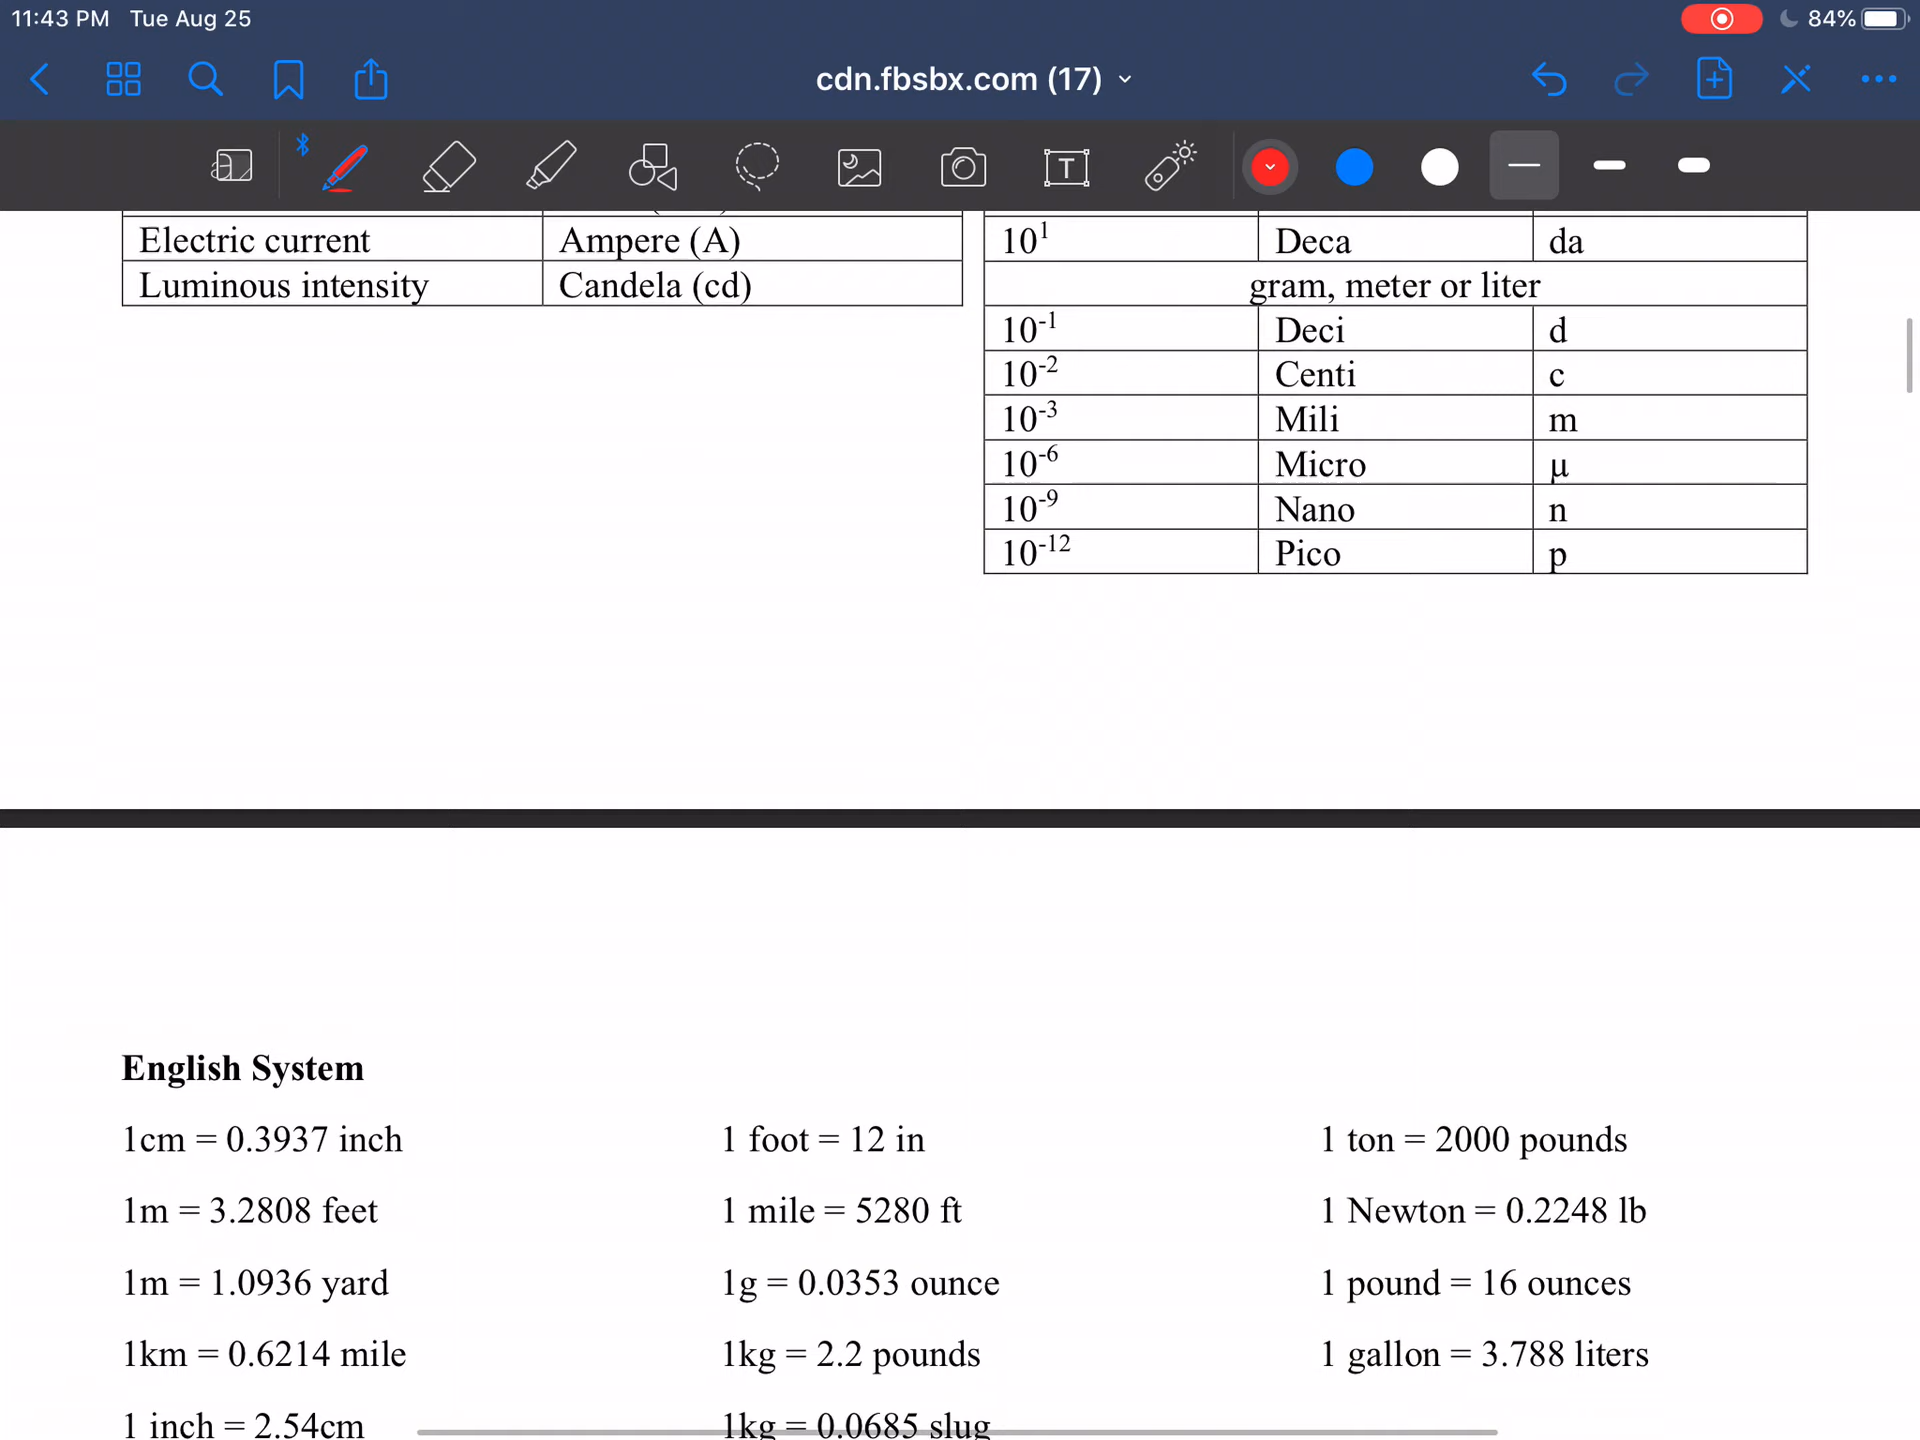 11:43 PM Tue Aug 25
84%
cdn.fbsbx.com (17)
Electric current Ampere (A)
Luminous intensity Candela (cd)
10¹ Deca da
gram, meter or liter
10⁻¹ Deci d
10⁻² Centi c
10⁻³ Mili m
10⁻⁶ Micro µ
10⁻⁹ Nano n
10⁻¹² Pico p
English System
1cm = 0.3937 inch 1 foot = 12 in 1 ton = 2000 pounds
1m = 3.2808 feet 1 mile = 5280 ft 1 Newton = 0.2248 lb
1m = 1.0936 yard 1g = 0.0353 ounce 1 pound = 16 ounces
1km = 0.6214 mile 1kg = 2.2 pounds 1 gallon = 3.788 liters
1 inch = 2.54cm 1kg = 0.0685 slug